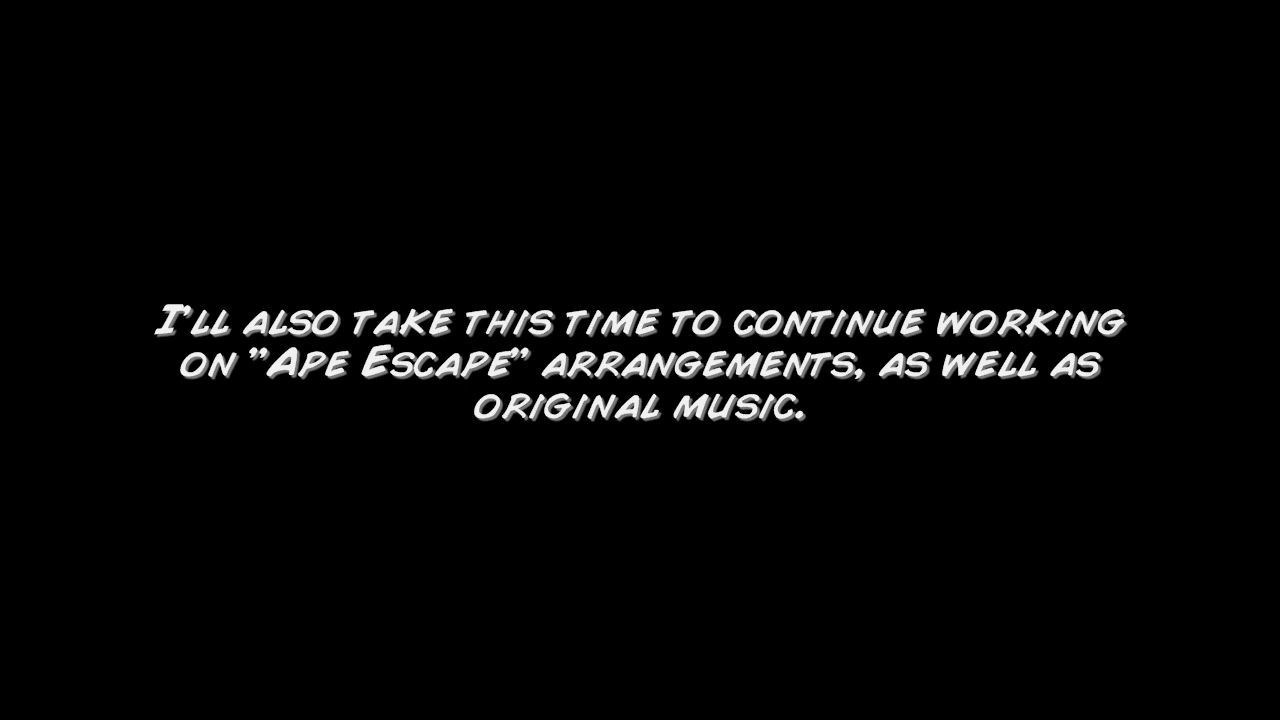 I'll also take this time to continue working
on "Ape Escape" arrangements, as well as
original music.